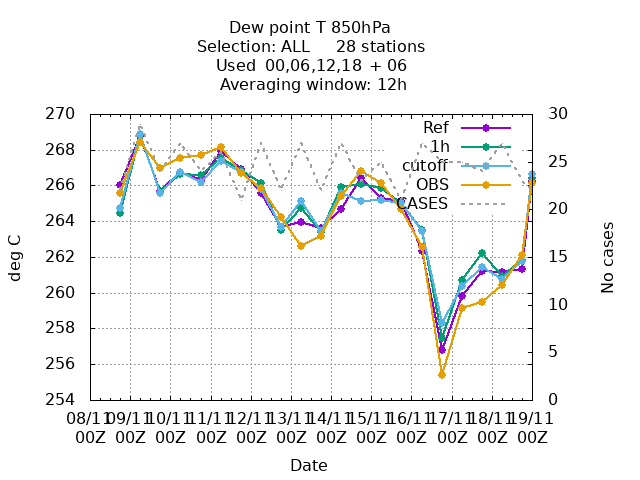 Dew point T 850hPa
Selection: ALL 28 stations
Used 00,06,12,18 + 06
Averaging window: 12h
270
268
266
264
262
260
258
256
254
deg C
30
25
20
15
10
5
0
No cases
Ref
1h
cutoff
OBS
CASES
08/11 09/11 10/11 11/11 12/11 13/11 14/11 15/11 16/11 17/11 18/11 19/11
00Z 00Z 00Z 00Z 00Z 00Z 00Z 00Z 00Z 00Z 00Z 00Z
Date